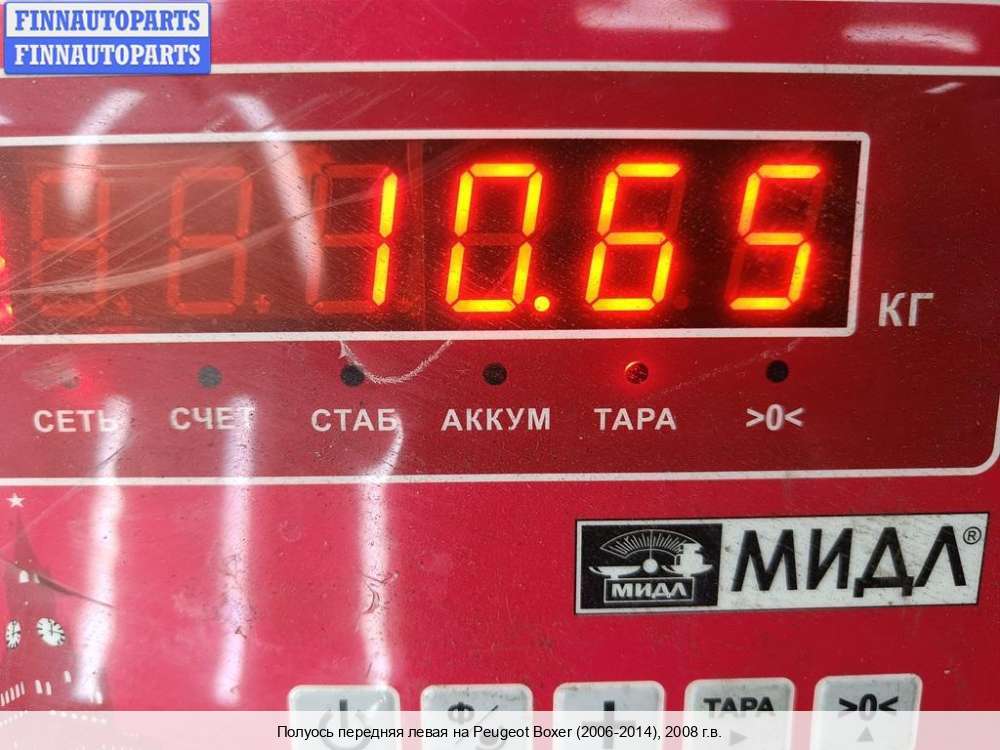 FINNAUTOPARTS
FINNAUTOPARTS
10.65
КГ
СЕТЬ СЧЕТ СТАБ АККУМ ТАРА >0<
МИДЛ МИДЛ®
ТАРА >0<
Полуось передняя левая на Peugeot Boxer (2006-2014), 2008 г.в.